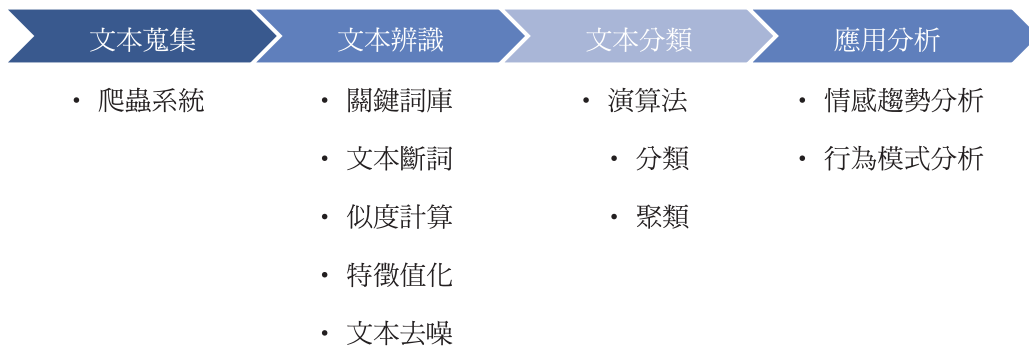 文本蒐集
文本辨識
文本分類
應用分析
• 爬蟲系統
• 關鍵詞庫
• 文本斷詞
• 似度計算
• 特徵值化
• 文本去噪
• 演算法
• 分類
• 聚類
• 情感趨勢分析
• 行為模式分析